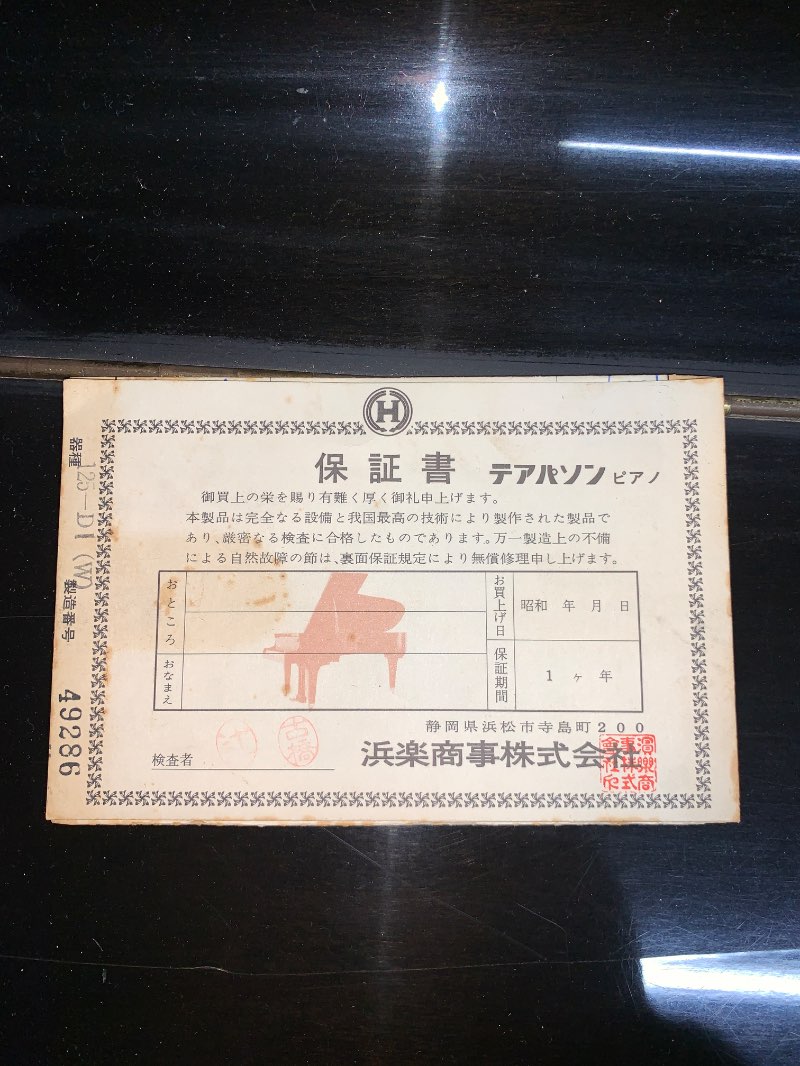 H
保証書 テアパソン ピアノ
御買上の栄を賜り有難く厚く御礼申上げます。
本製品は完全なる設備と我国最高の技術により製作された製品で
あり、厳密なる検査に合格したものであります。万一製造上の不備
による自然故障の節は、裏面保証規定により無償修理申し上げます。
おところ
おなまえ
お買上げ日 昭和 年 月 日
保証期間 1ヶ年
静岡県浜松市寺島町200
検査者
古橋
浜楽商事株式会社
器種 125-D1(W)
製造番号 49286